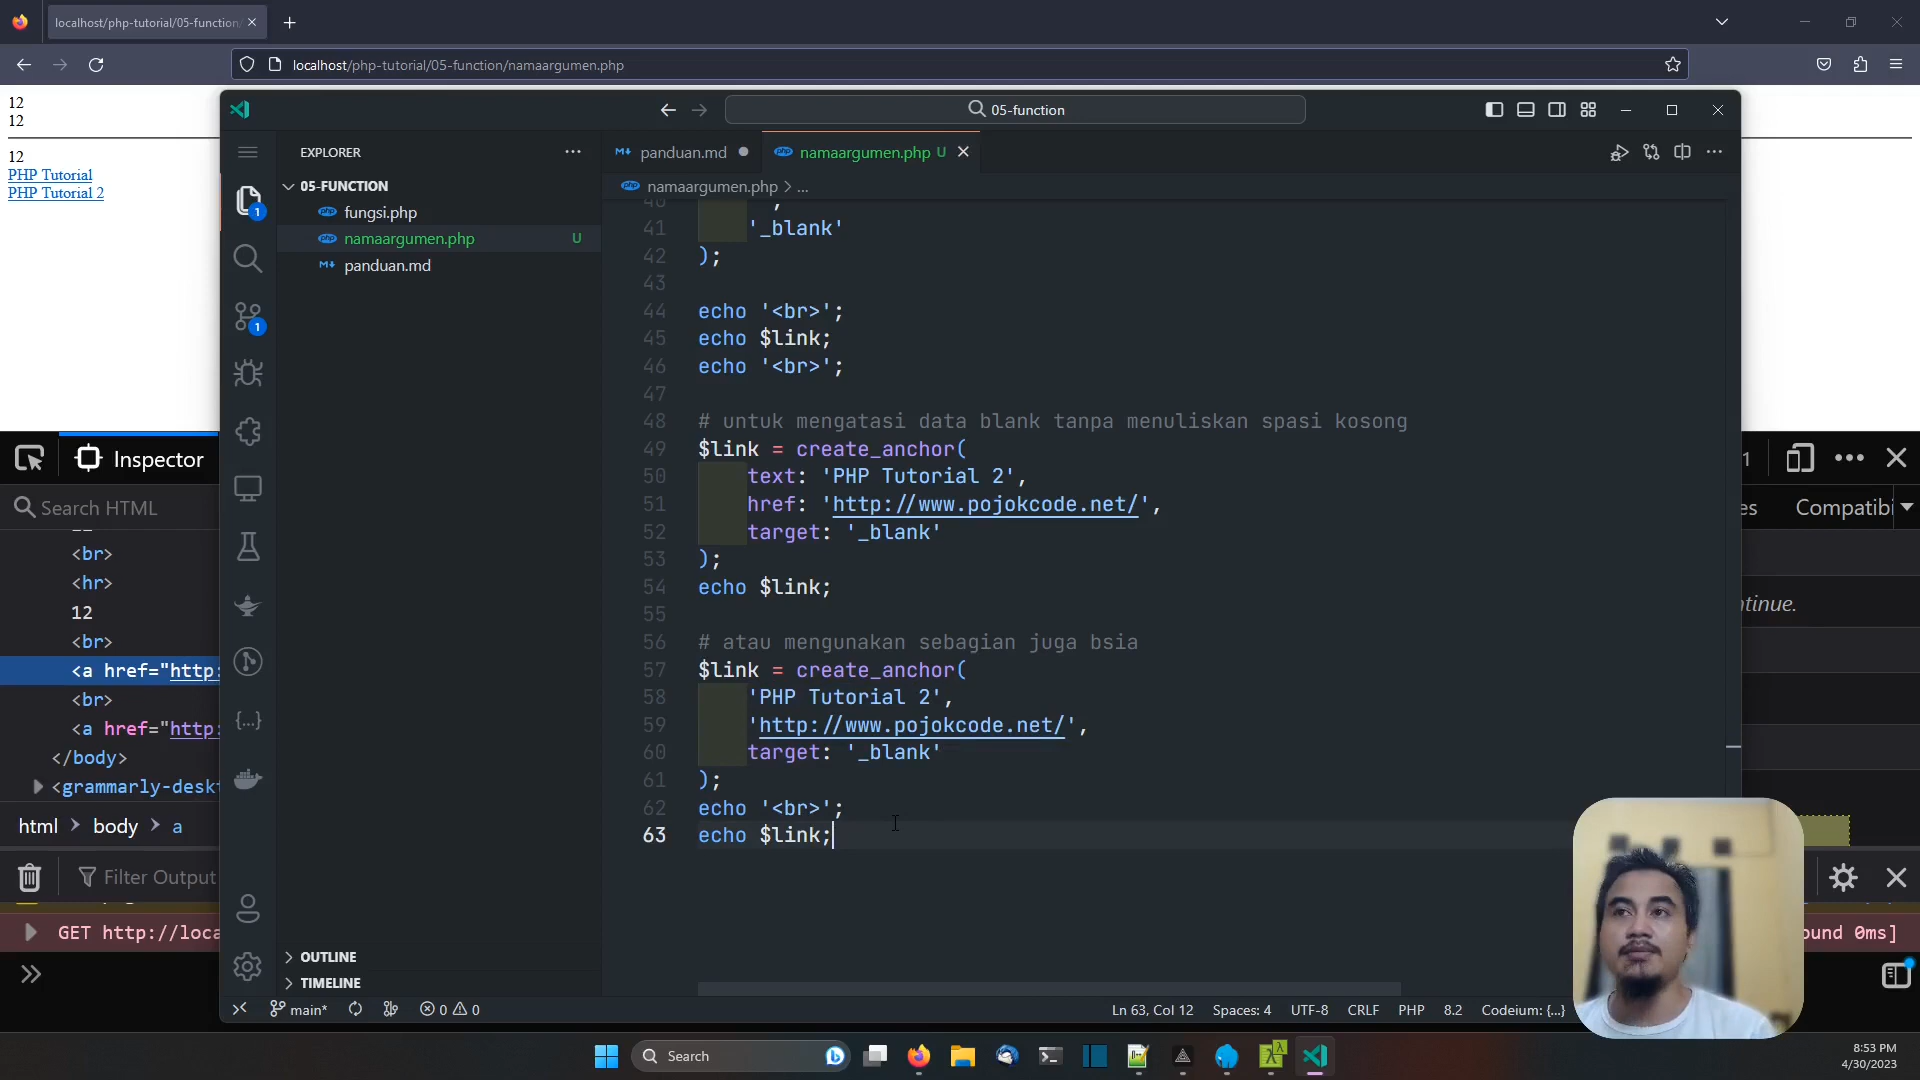 localhost/php-tutorial/05-function/
localhost/php-tutorial/05-function/namaargumen.php
12
12
12
PHP Tutorial
PHP Tutorial 2
05-function
EXPLORER
panduan.md
namaargumen.php U
05-FUNCTION
namaargumen.php > ...
fungsi.php
namaargumen.php U
panduan.md
1
1
40 ' ',
41 '_blank'
42 );
43
44 echo '<br>';
45 echo $link;
46 echo '<br>';
47
48 # untuk mengatasi data blank tanpa menuliskan spasi kosong
49 $link = create_anchor(
50 text: 'PHP Tutorial 2',
51 href: 'http://www.pojokcode.net/',
52 target: '_blank'
53 );
54 echo $link;
55
56 # atau mengunakan sebagian juga bsia
57 $link = create_anchor(
58 'PHP Tutorial 2',
59 'http://www.pojokcode.net/',
60 target: '_blank'
61 );
62 echo '<br>';
63 echo $link;
Inspector
1
Search HTML
es
Compatibi
<br>
<hr>
12
<br>
<a href="http:
<br>
<a href="http:
</body>
<grammarly-desk
html > body > a
Filter Output
GET http://loca
ound 0ms]
ntinue.
OUTLINE
TIMELINE
main*
0
0
Ln 63, Col 12
Spaces: 4
UTF-8
CRLF
PHP
8.2
Codeium: {...}
Search
8:53 PM
4/30/2023